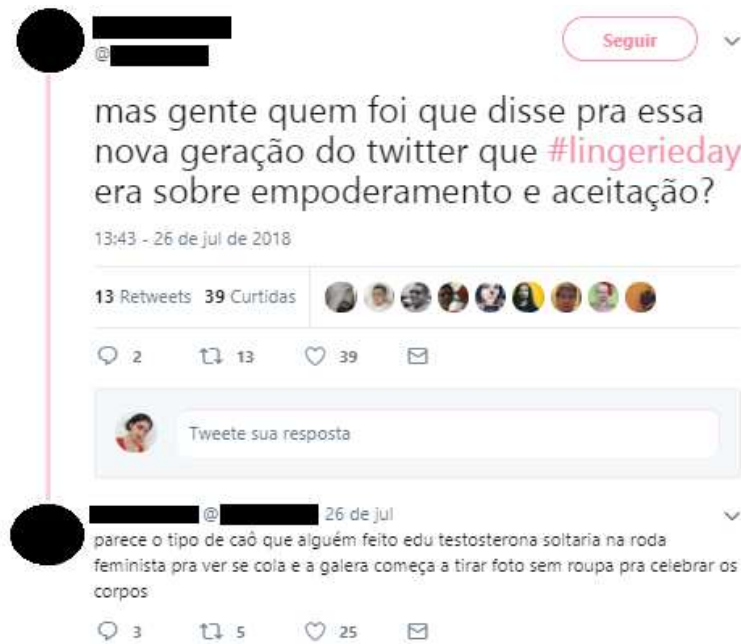 @
Seguir
mas gente quem foi que disse pra essa
nova geração do twitter que #lingerieday
era sobre empoderamento e aceitação?
13:43 - 26 de jul de 2018
13 Retweets 39 Curtidas
2 13 39
Tweete sua resposta
@ 26 de jul
parece o tipo de caô que alguém feito edu testosterona soltaria na roda
feminista pra ver se cola e a galera começa a tirar foto sem roupa pra celebrar os
corpos
3 5 25